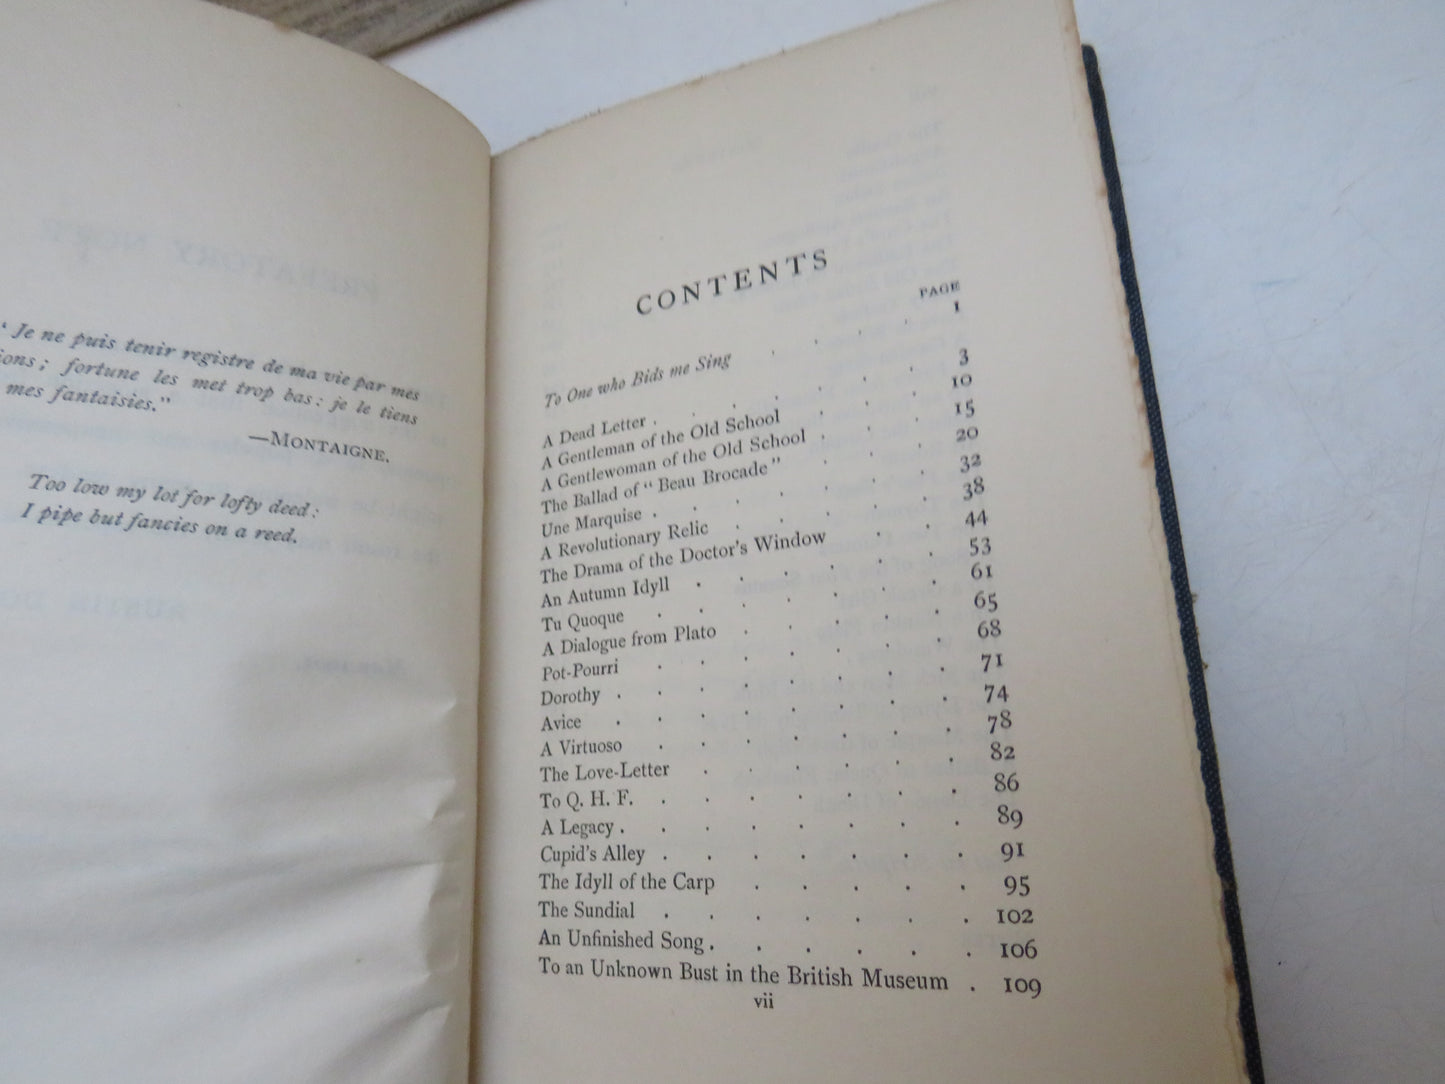 “ Je ne puis tenir registre de ma vie par mes
ions ; fortune les met trop bas : je le tiens
mes fantaisies.”
—MONTAIGNE.
Too low my lot for lofty deed :
I pipe but fancies on a reed.
CONTENTS
PAGE
To One who Bids me Sing . . . . 1
A Dead Letter . . . . . . . 3
A Gentleman of the Old School . . . 10
A Gentlewoman of the Old School . . . 15
The Ballad of “ Beau Brocade ” . . . 20
Une Marquise . . . . . . . 32
A Revolutionary Relic . . . . . 38
The Drama of the Doctor's Window . . 44
An Autumn Idyll . . . . . . 53
Tu Quoque . . . . . . . 61
A Dialogue from Plato . . . . . 65
Pot-Pourri . . . . . . . 68
Dorothy . . . . . . . . 71
Avice . . . . . . . . 74
A Virtuoso . . . . . . . 78
The Love-Letter . . . . . . 82
To Q. H. F. . . . . . . . 86
A Legacy . . . . . . . . 89
Cupid's Alley . . . . . . . 91
The Idyll of the Carp . . . . . 95
The Sundial . . . . . . . 102
An Unfinished Song . . . . . . 106
To an Unknown Bust in the British Museum . 109
vii